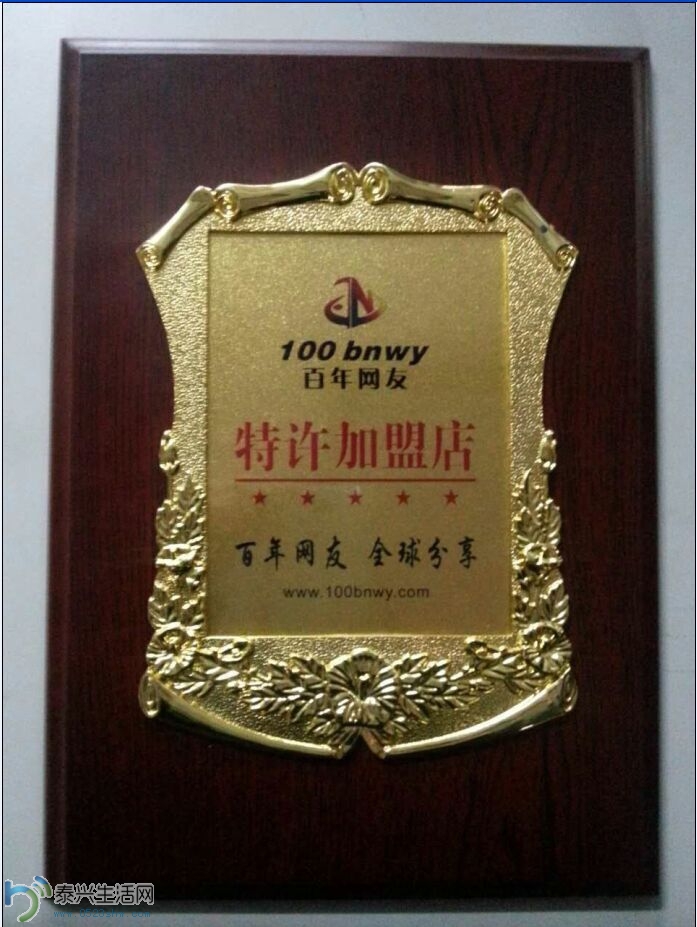 100 bnwy
百年网友
特许加盟店
百年网友 全球分享
www.100bnwy.com
泰兴生活网